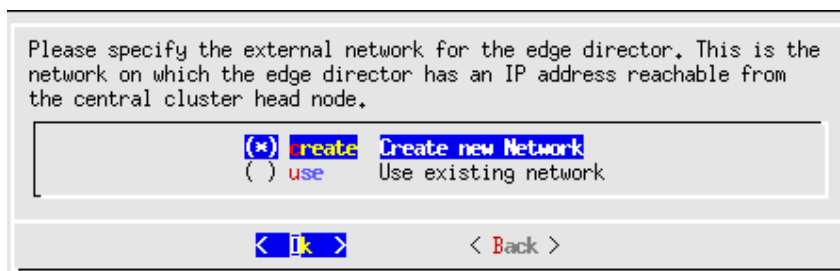 Please specify the external network for the edge director. This is the
network on which the edge director has an IP address reachable from
the central cluster head node.
(*) create Create new Network
( ) use Use existing network
< Ok > < Back >